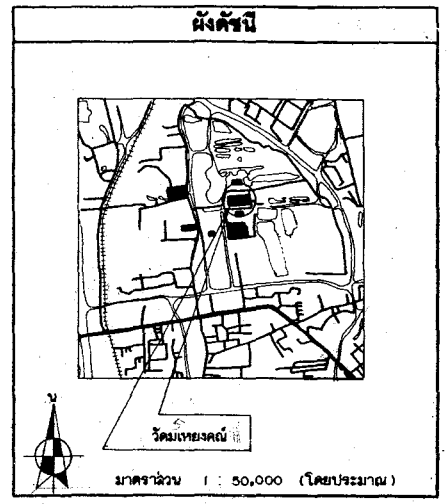 ผังดัชนี
วัดมเหยงคณ์
น
มาตราส่วน 1 : 50,000 (โดยประมาณ)